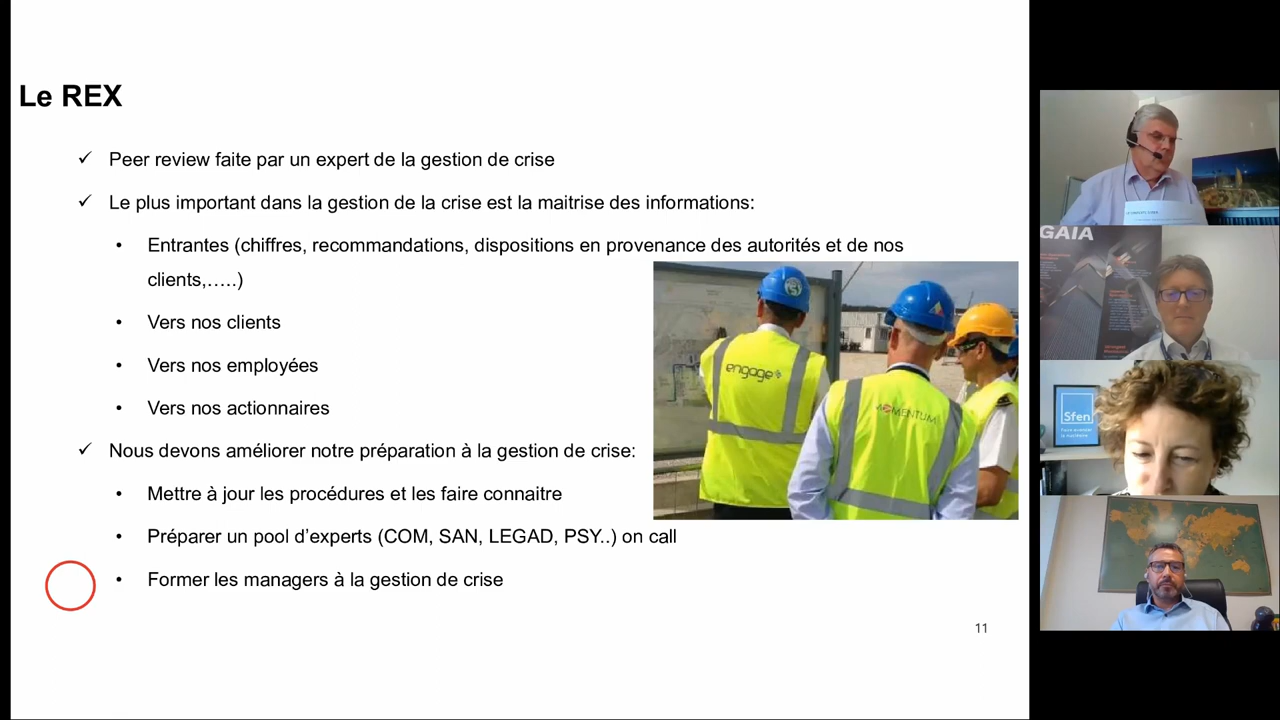 Le REX
✓ Peer review faite par un expert de la gestion de crise
✓ Le plus important dans la gestion de la crise est la maitrise des informations:
• Entrantes (chiffres, recommandations, dispositions en provenance des autorités et de nos
clients,…..)
• Vers nos clients
• Vers nos employées
• Vers nos actionnaires
✓ Nous devons améliorer notre préparation à la gestion de crise:
• Mettre à jour les procédures et les faire connaitre
• Préparer un pool d'experts (COM, SAN, LEGAD, PSY..) on call
• Former les managers à la gestion de crise
11
engage
MOMENTUM
GAIA
Sfen